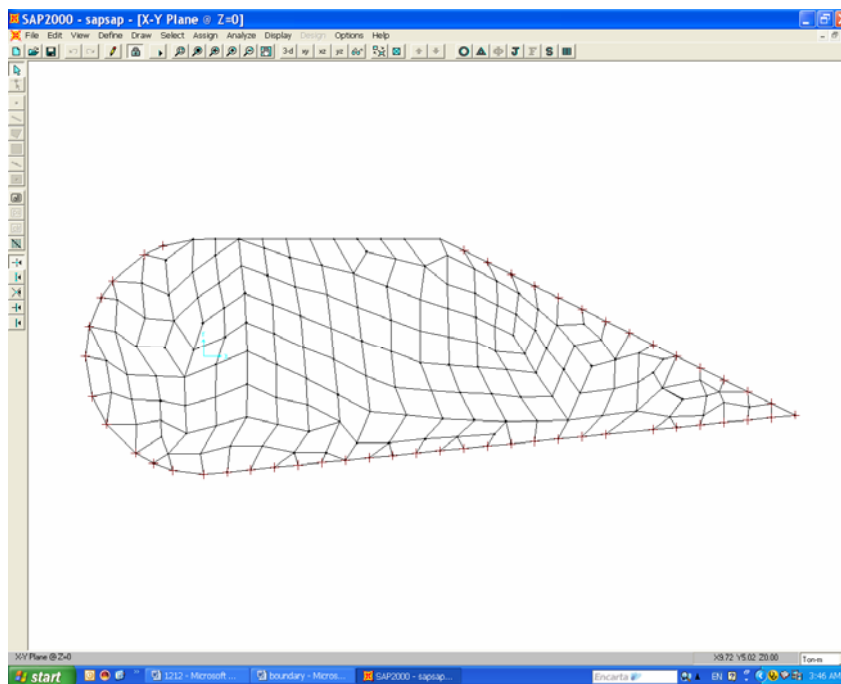 SAP2000 - sapsap - [X-Y Plane @ Z=0]
File Edit View Define Draw Select Assign Analyze Display Design Options Help
3-d xy xz yz
X-Y Plane @ Z=0
X9.72 Y5.02 Z0.00
Ton-m
start
1212 - Microsoft ...
boundary - Micros...
SAP2000 - sapsap...
Encarta
EN
3:46 AM